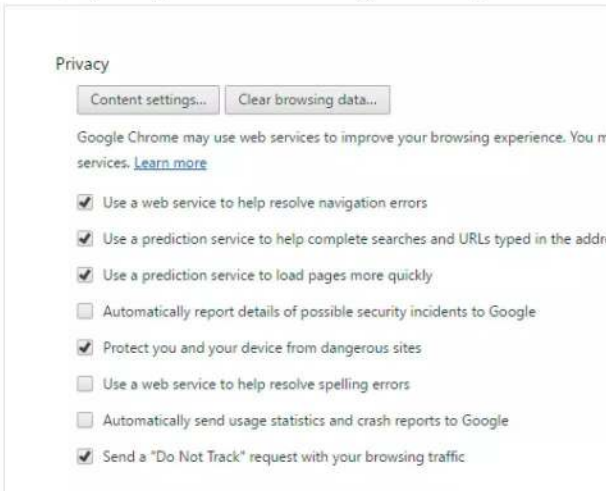 Privacy
Content settings... Clear browsing data...
Google Chrome may use web services to improve your browsing experience. You m
services. Learn more
Use a web service to help resolve navigation errors
Use a prediction service to help complete searches and URLs typed in the addre
Use a prediction service to load pages more quickly
Automatically report details of possible security incidents to Google
Protect you and your device from dangerous sites
Use a web service to help resolve spelling errors
Automatically send usage statistics and crash reports to Google
Send a "Do Not Track" request with your browsing traffic